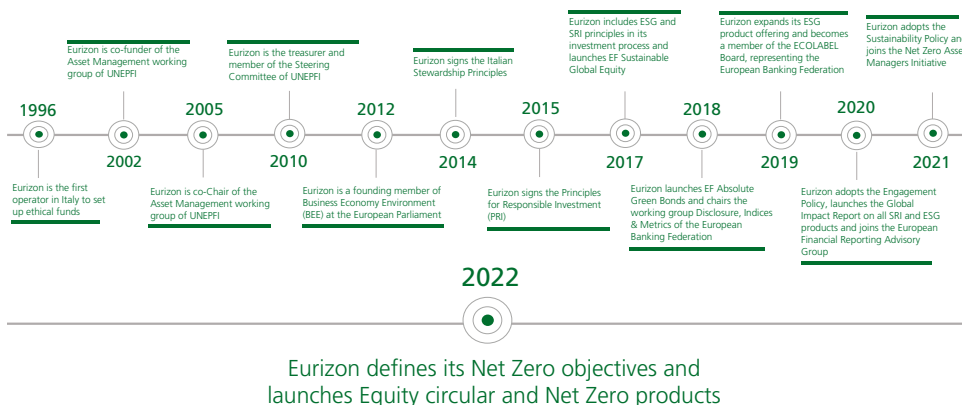 Eurizon is co-funder of the
Asset Management working
group of UNEPFI
Eurizon is the treasurer and
member of the Steering
Committee of UNEPFI
Eurizon signs the Italian
Stewardship Principles
Eurizon includes ESG and
SRI principles in its
investment process and
launches EF Sustainable
Global Equity
Eurizon expands its ESG
product offering and becomes
a member of the ECOLABEL
Board, representing the
European Banking Federation
Eurizon adopts the
Sustainability Policy and
joins the Net Zero Asse
Managers Initiative
1996
2005
2012
2015
2018
2020
2002
2010
2014
2017
2019
2021
Eurizon is the first
operator in Italy to set
up ethical funds
Eurizon is co-Chair of the
Asset Management working
group of UNEPFI
Eurizon is a founding member of
Business Economy Environment
(BEE) at the European Parliament
Eurizon signs the Principles
for Responsible Investment
(PRI)
Eurizon launches EF Absolute
Green Bonds and chairs the
working group Disclosure, Indices
& Metrics of the European
Banking Federation
Eurizon adopts the Engagement
Policy, launches the Global
Impact Report on all SRI and ESG
products and joins the European
Financial Reporting Advisory
Group
2022
Eurizon defines its Net Zero objectives and
launches Equity circular and Net Zero products